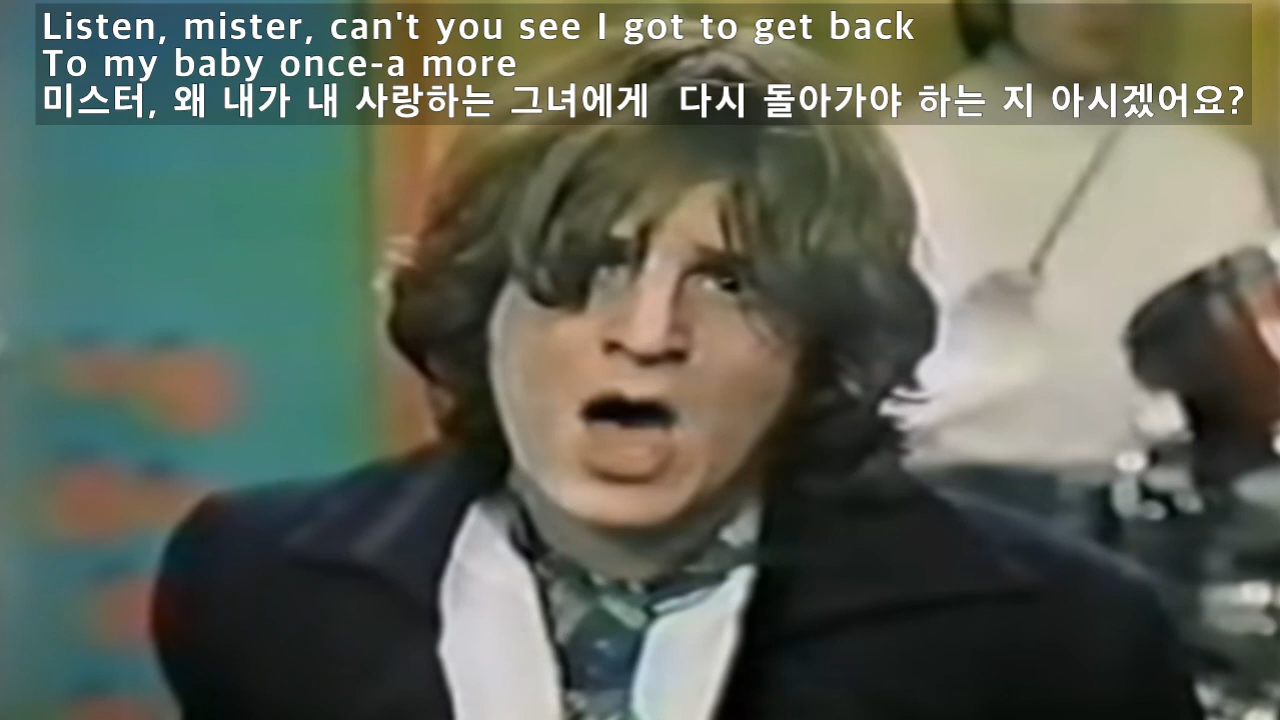 Listen, mister, can't you see I got to get back
To my baby once-a more
미스터, 왜 내가 내 사랑하는 그녀에게  다시 돌아가야 하는 지 아시겠어요?